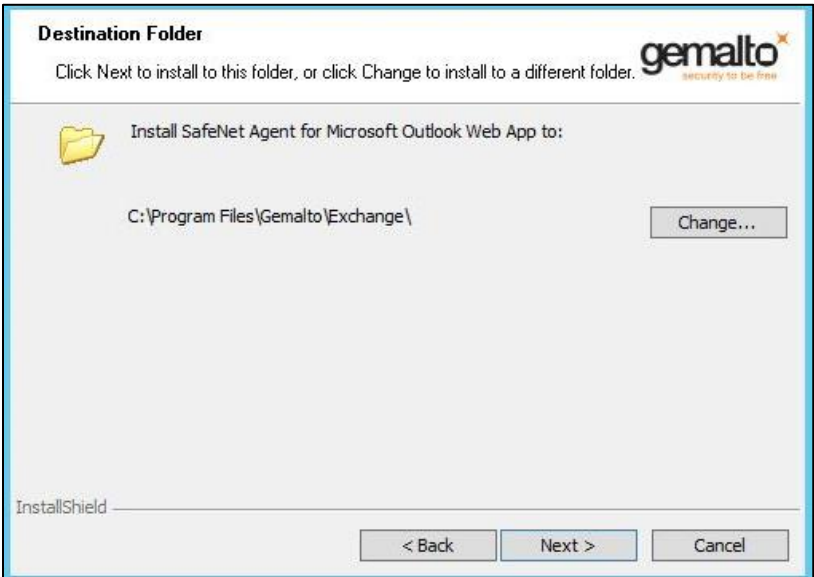 Destination Folder
Click Next to install to this folder, or click Change to install to a different folder.
gemalto
security to be free
Install SafeNet Agent for Microsoft Outlook Web App to:
C:\Program Files\Gemalto\Exchange\
Change...
InstallShield
< Back
Next >
Cancel